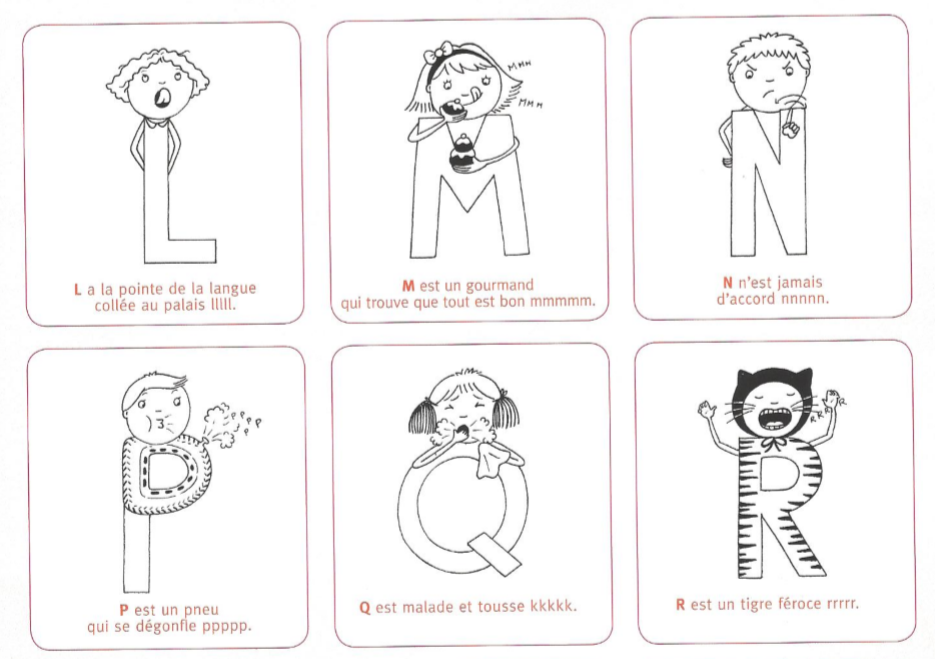 MMM
MMM
L a la pointe de la langue
collée au palais lllll.
M est un gourmand
qui trouve que tout est bon mmmmm.
N n'est jamais
d'accord nnnnn.
P P P P
P
R R R
P est un pneu
qui se dégonfle ppppp.
Q est malade et tousse kkkkk.
R est un tigre féroce rrrrr.